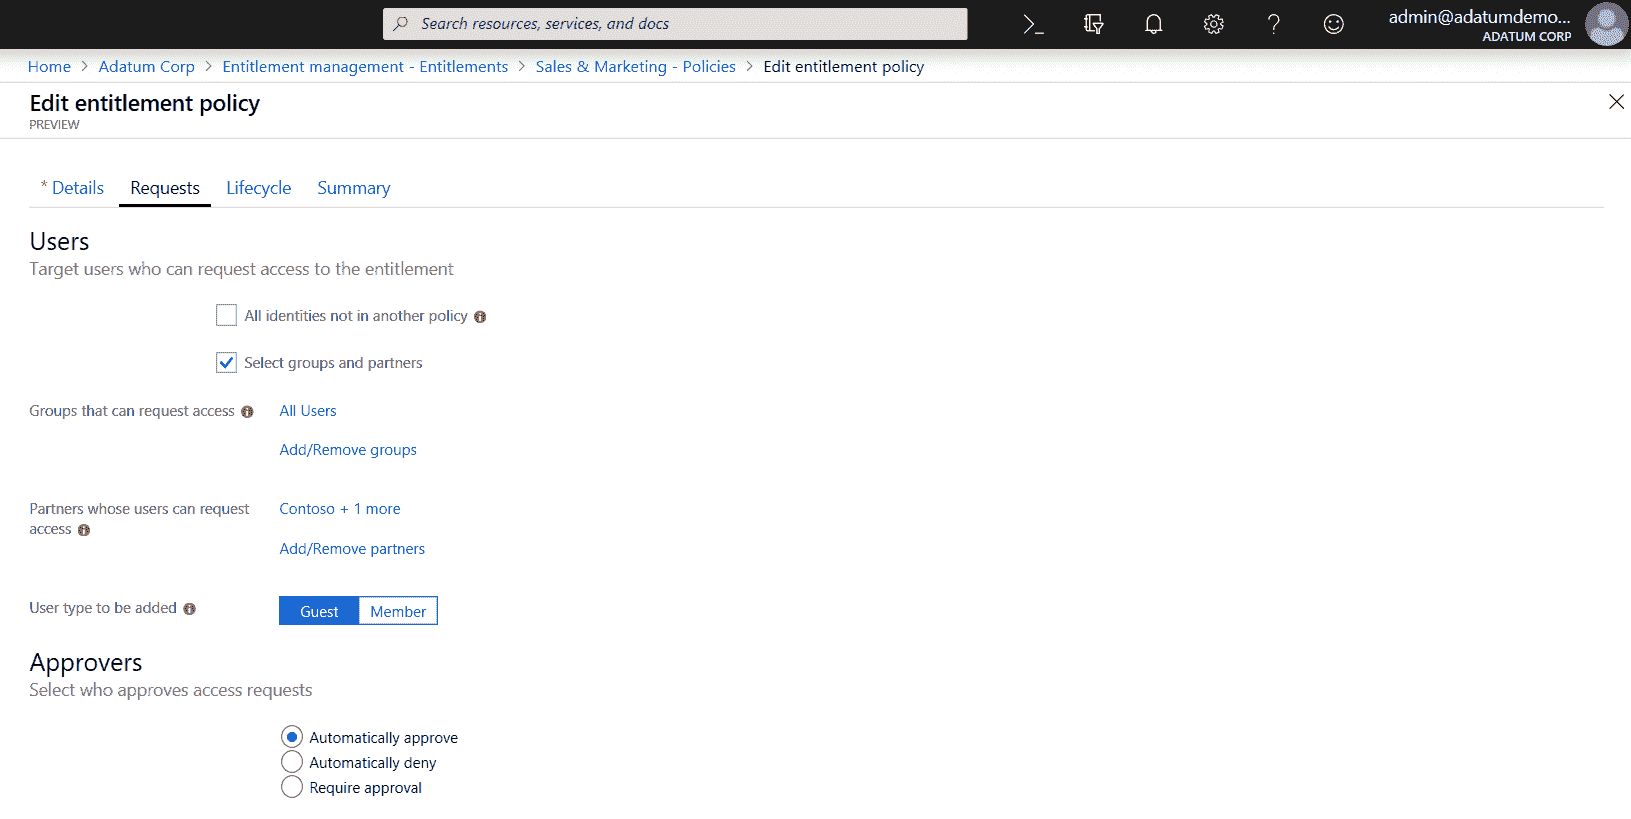 Search resources, services, and docs
admin@adatumdemo...
ADATUM CORP
Home > Adatum Corp > Entitlement management - Entitlements > Sales & Marketing - Policies > Edit entitlement policy
Edit entitlement policy
PREVIEW
* Details Requests Lifecycle Summary
Users
Target users who can request access to the entitlement
All identities not in another policy
Select groups and partners
Groups that can request access All Users
Add/Remove groups
Partners whose users can request access Contoso + 1 more
Add/Remove partners
User type to be added Guest Member
Approvers
Select who approves access requests
Automatically approve
Automatically deny
Require approval